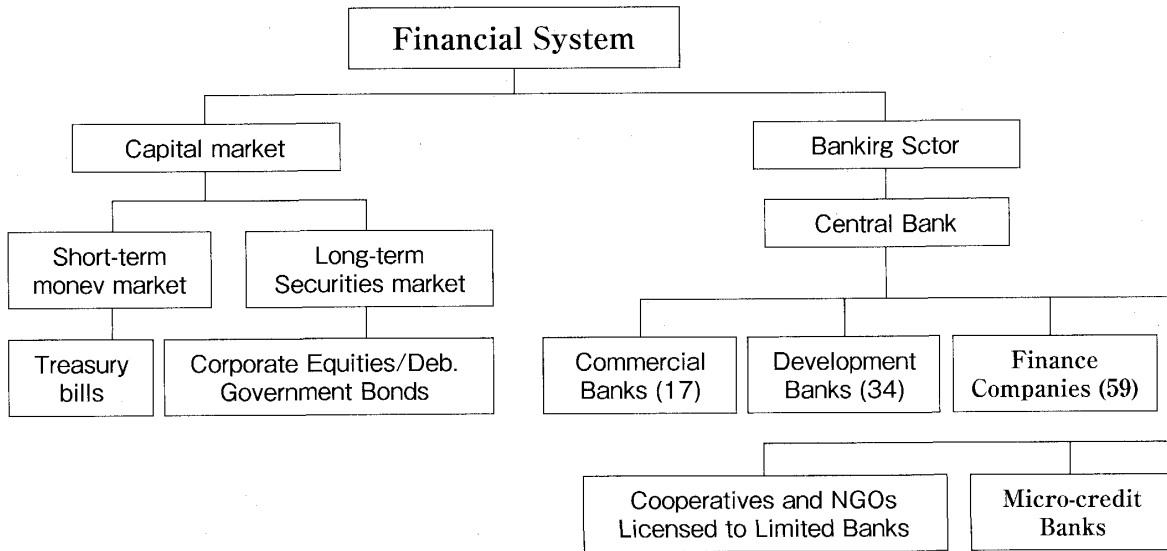 Financial System
Capital market
Bankirg Sctor
Central Bank
Short-term
monev market
Long-term
Securities market
Treasury
bills
Corporate Equities/Deb.
Government Bonds
Commercial
Banks (17)
Development
Banks (34)
Finance
Companies (59)
Cooperatives and NGOs
Licensed to Limited Banks
Micro-credit
Banks